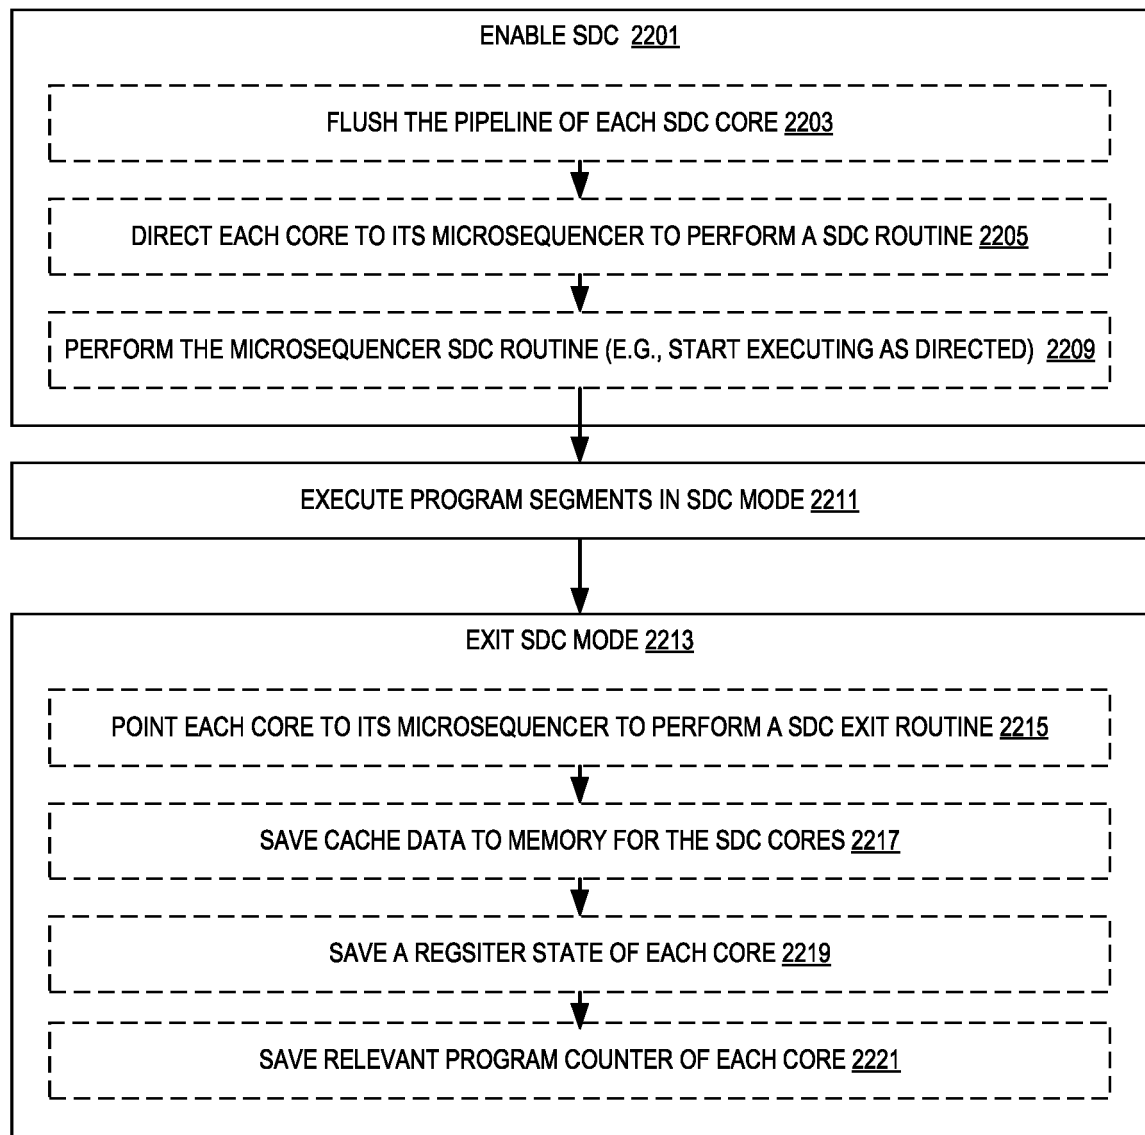 ENABLE SDC 2201
FLUSH THE PIPELINE OF EACH SDC CORE 2203
DIRECT EACH CORE TO ITS MICROSEQUENCER TO PERFORM A SDC ROUTINE 2205
PERFORM THE MICROSEQUENCER SDC ROUTINE (E.G., START EXECUTING AS DIRECTED) 2209
EXECUTE PROGRAM SEGMENTS IN SDC MODE 2211
EXIT SDC MODE 2213
POINT EACH CORE TO ITS MICROSEQUENCER TO PERFORM A SDC EXIT ROUTINE 2215
SAVE CACHE DATA TO MEMORY FOR THE SDC CORES 2217
SAVE A REGSITER STATE OF EACH CORE 2219
SAVE RELEVANT PROGRAM COUNTER OF EACH CORE 2221